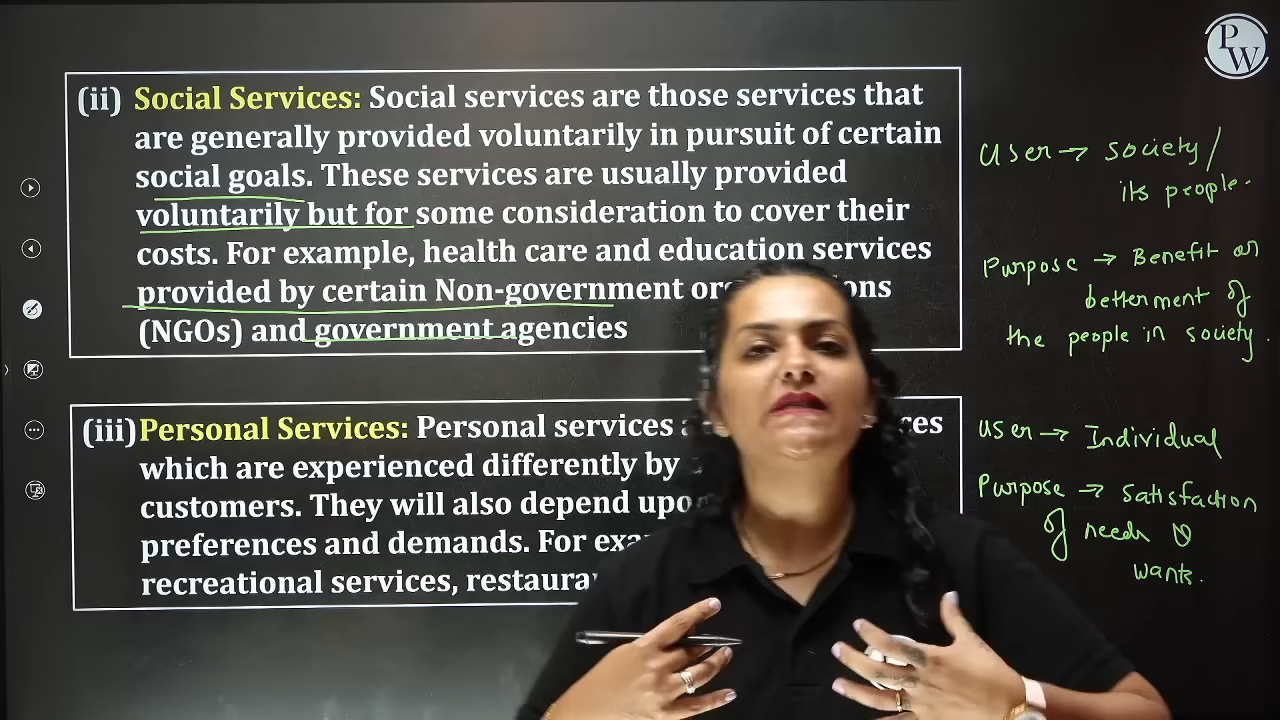 P
W
(ii) Social Services: Social services are those services that
are generally provided voluntarily in pursuit of certain
social goals. These services are usually provided
voluntarily but for some consideration to cover their
costs. For example, health care and education services
provided by certain Non-government
(NGOs) and government agencies
User → society/
its people.
Purpose → Benefit or
betterment of
the people in society.
(iii) Personal Services: Personal services
which are experienced differently by
customers. They will also depend
preferences and demands. For
recreational services,
User → Individual
Purpose → satisfaction
of needs &
wants.